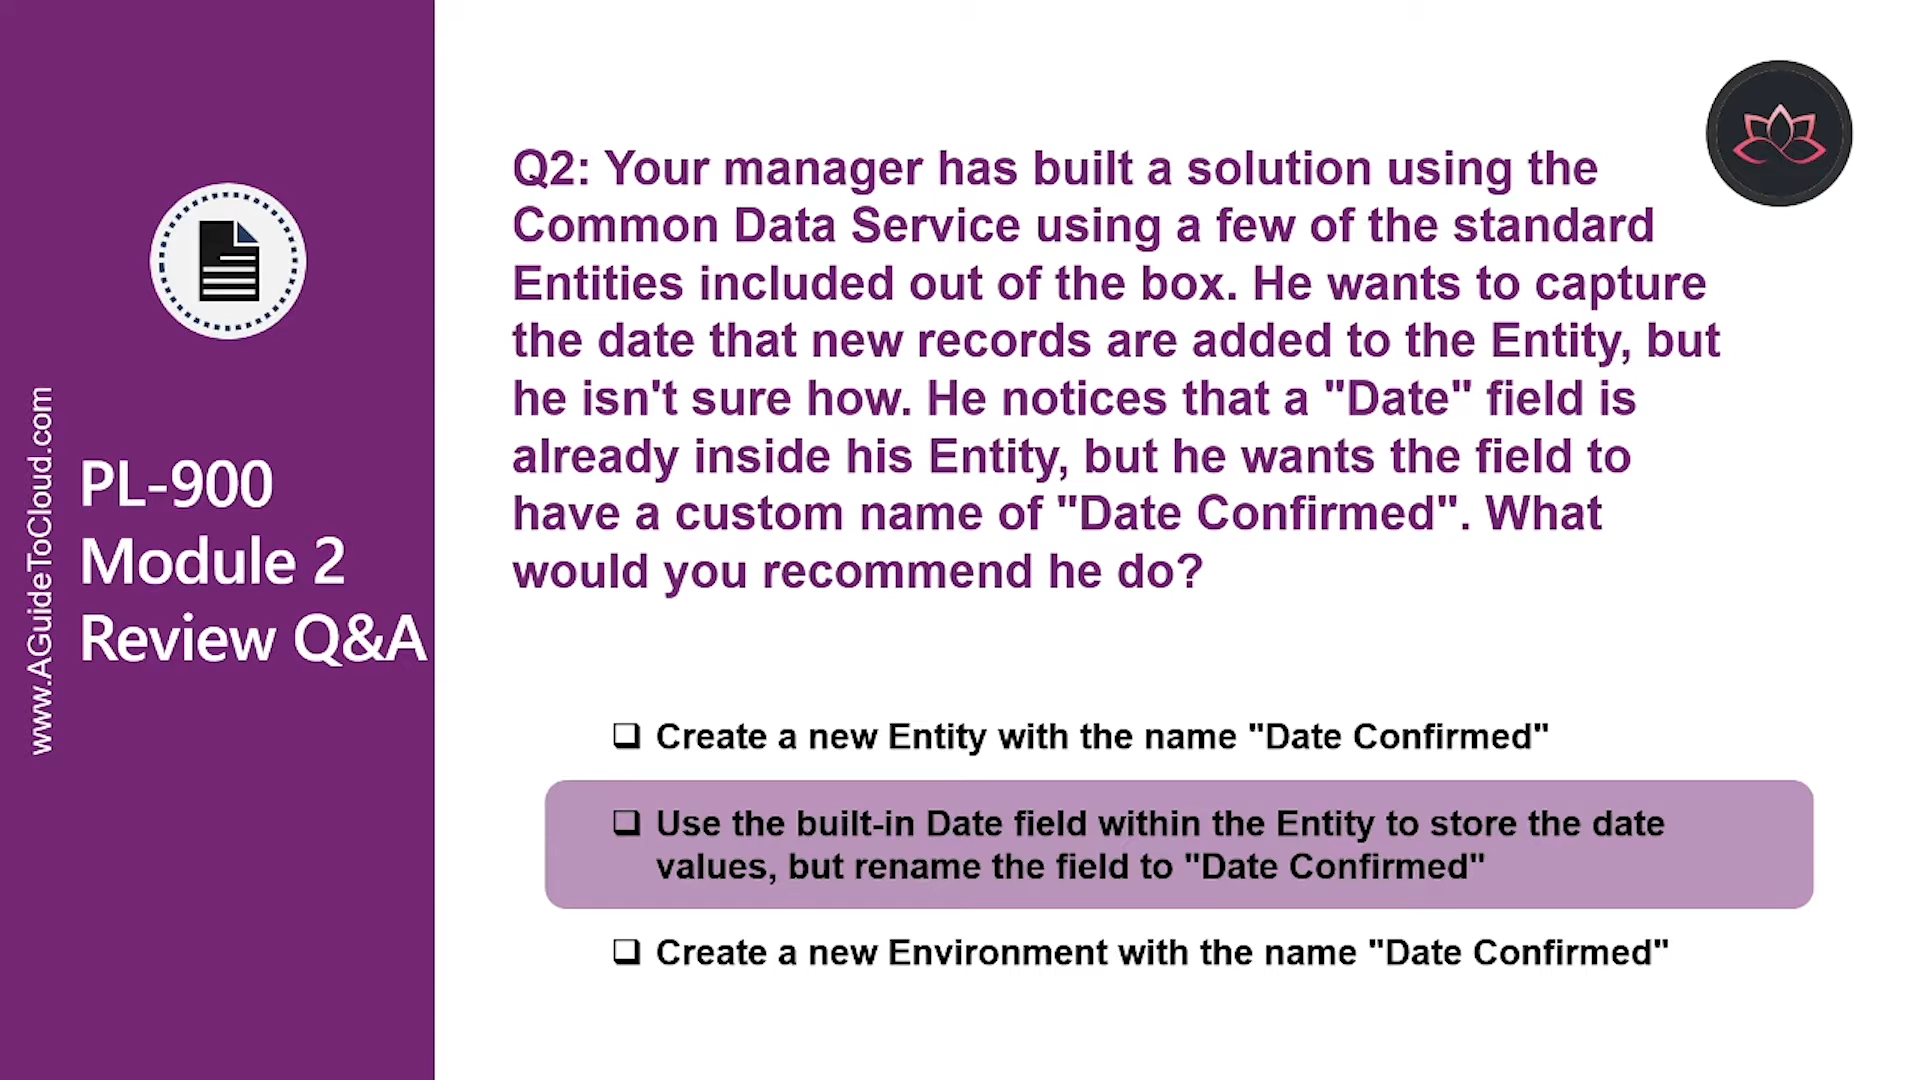 www.AGuideToCloud.com
PL-900
Module 2
Review Q&A
Q2: Your manager has built a solution using the
Common Data Service using a few of the standard
Entities included out of the box. He wants to capture
the date that new records are added to the Entity, but
he isn't sure how. He notices that a "Date" field is
already inside his Entity, but he wants the field to
have a custom name of "Date Confirmed". What
would you recommend he do?
Create a new Entity with the name "Date Confirmed"
Use the built-in Date field within the Entity to store the date
values, but rename the field to "Date Confirmed"
Create a new Environment with the name "Date Confirmed"